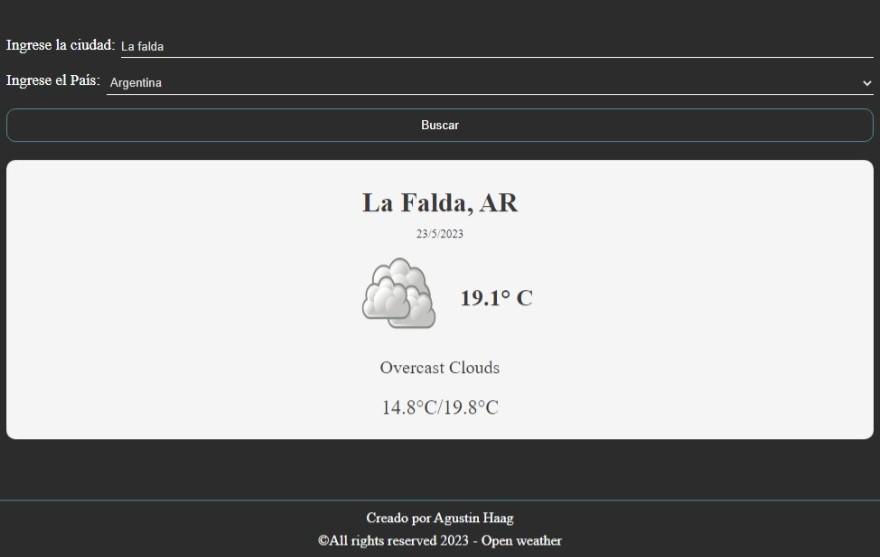 Ingrese la ciudad: La falda
Ingrese el País: Argentina
Buscar
La Falda, AR
23/5/2023
19.1° C
Overcast Clouds
14.8°C/19.8°C
Creado por Agustin Haag
©All rights reserved 2023 - Open weather